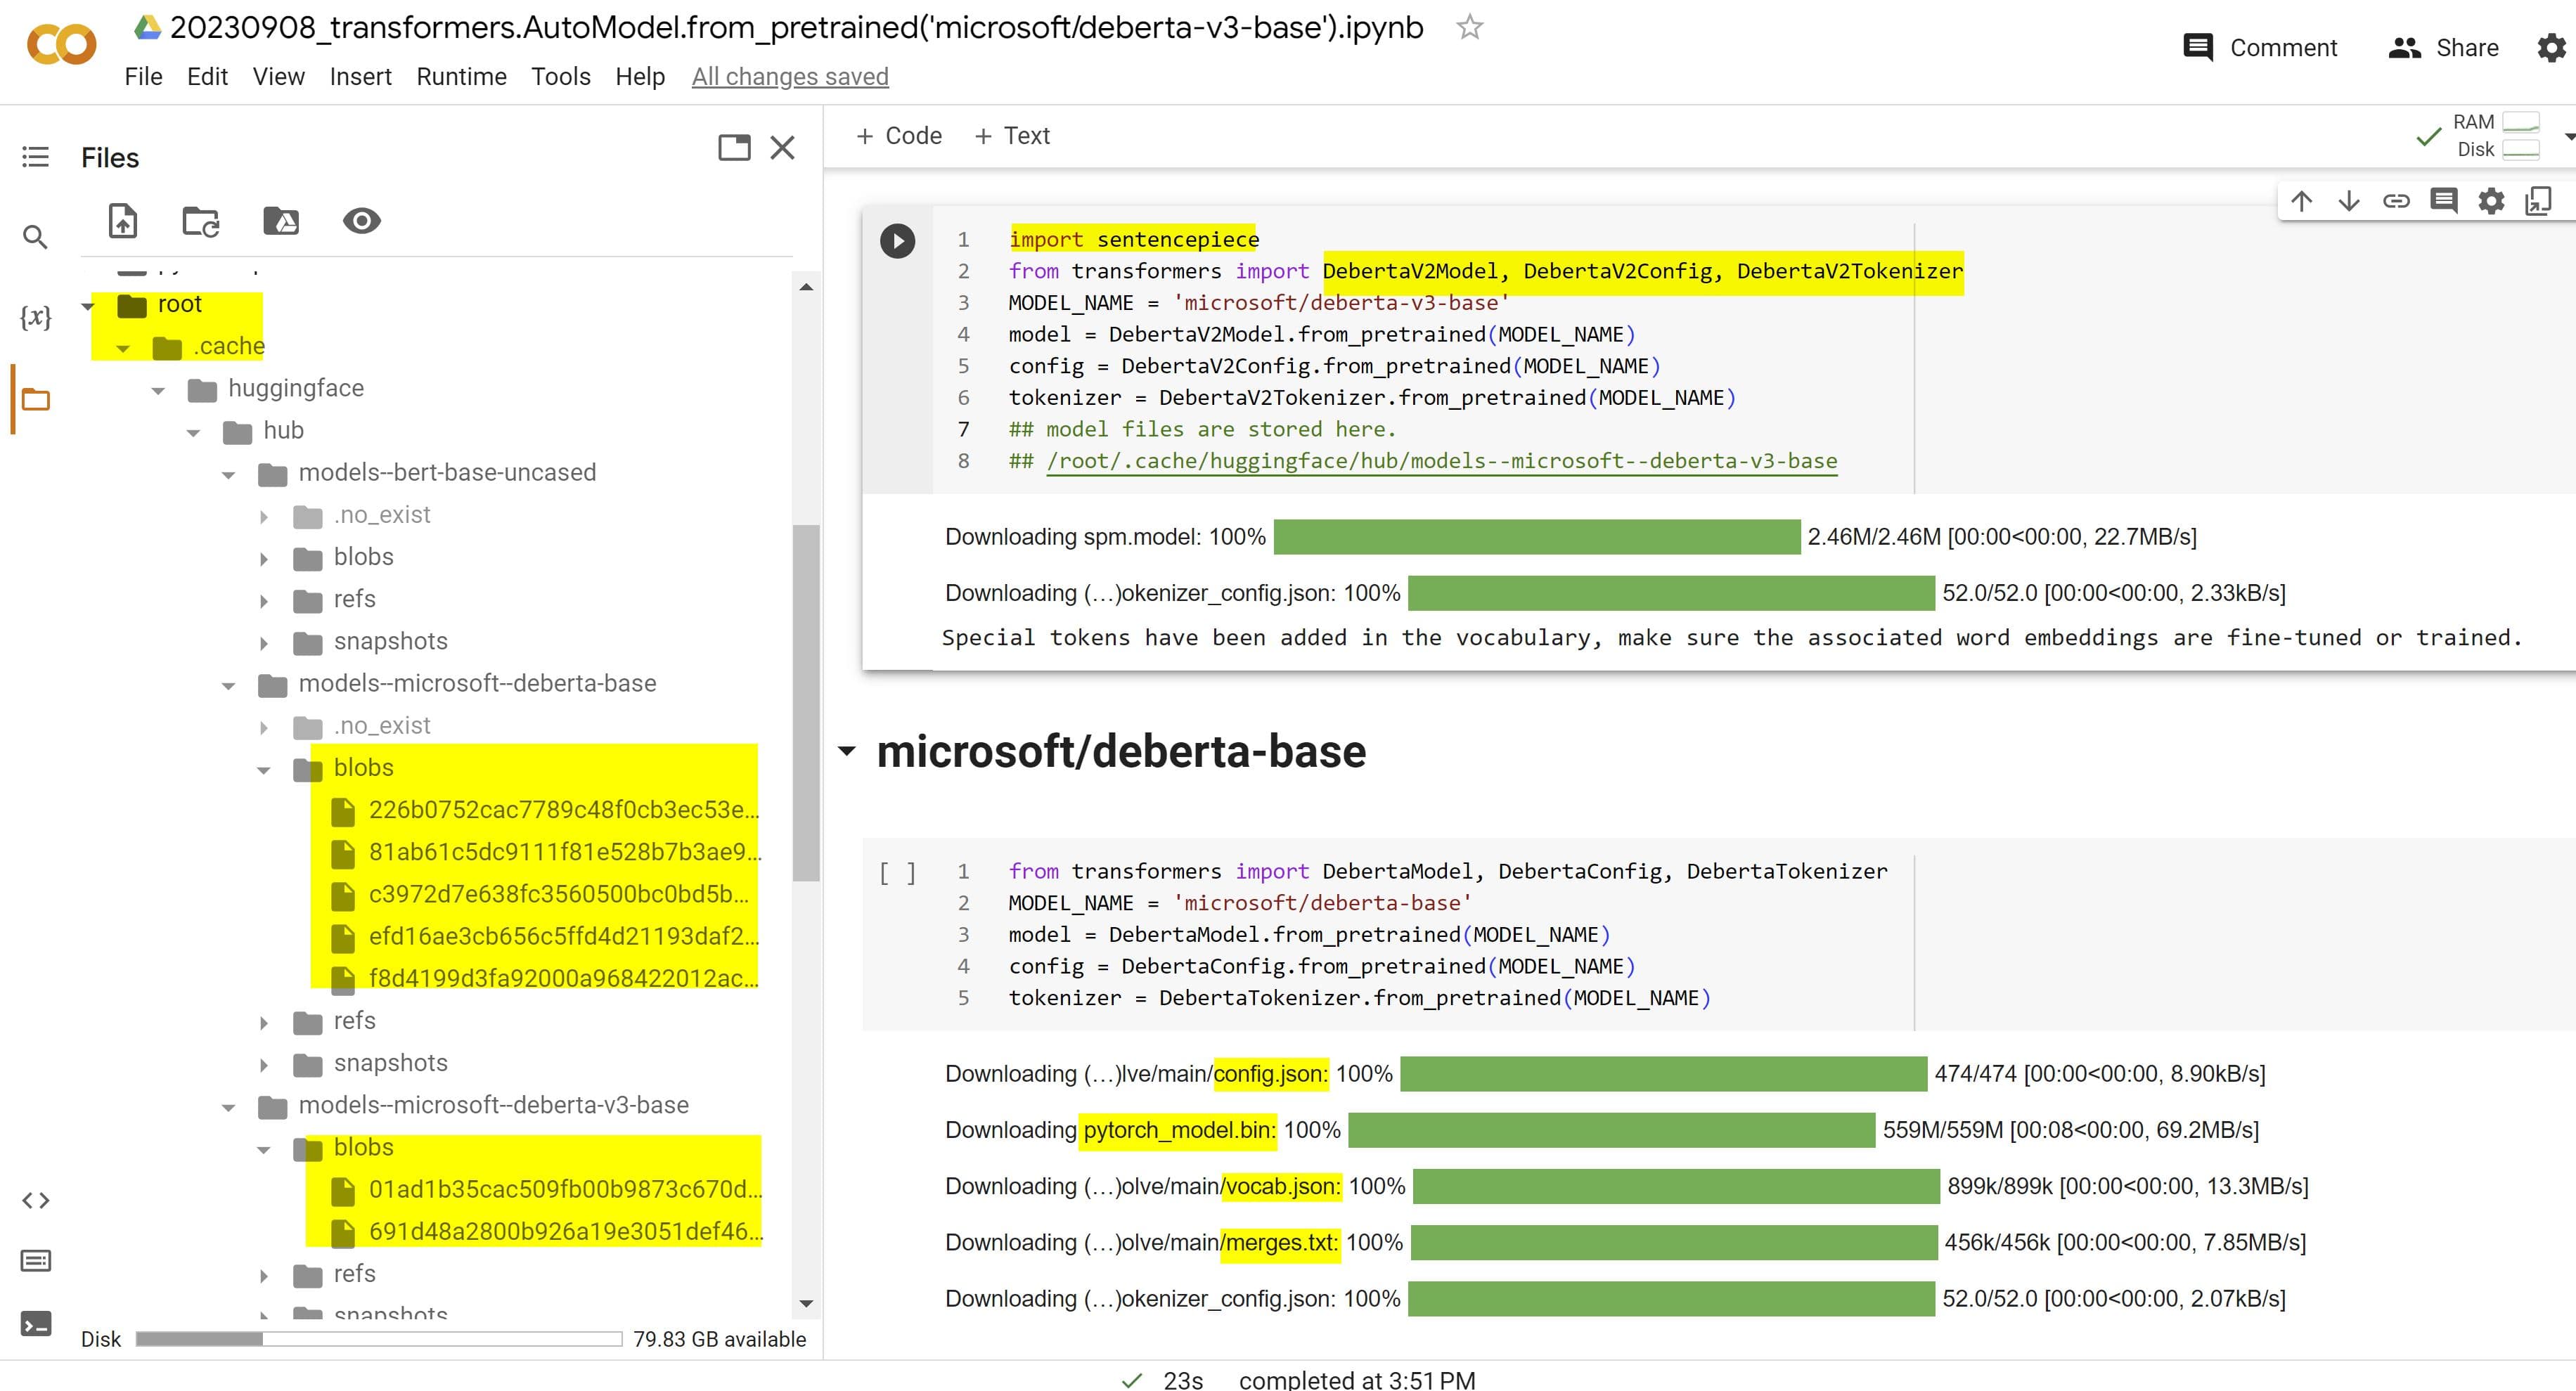 20230908_transformers.AutoModel.from_pretrained('microsoft/deberta-v3-base').ipynb
File Edit View Insert Runtime Tools Help All changes saved
Comment Share
Files
root
.cache
huggingface
hub
models--bert-base-uncased
.no_exist
blobs
refs
snapshots
models--microsoft--deberta-base
.no_exist
blobs
226b0752cac7789c48f0cb3ec53e...
81ab61c5dc9111f81e528b7b3ae9...
c3972d7e638fc3560500bc0bd5b...
efd16ae3cb656c5ffd4d21193daf2...
f8d4199d3fa92000a968422012ac...
refs
snapshots
models--microsoft--deberta-v3-base
blobs
01ad1b35cac509fb00b9873c670d...
691d48a2800b926a19e3051def46...
refs
snapshots
Disk 79.83 GB available
{x}
+ Code + Text
RAM
Disk
1 import sentencepiece
2 from transformers import DebertaV2Model, DebertaV2Config, DebertaV2Tokenizer
3 MODEL_NAME = 'microsoft/deberta-v3-base'
4 model = DebertaV2Model.from_pretrained(MODEL_NAME)
5 config = DebertaV2Config.from_pretrained(MODEL_NAME)
6 tokenizer = DebertaV2Tokenizer.from_pretrained(MODEL_NAME)
7 ## model files are stored here.
8 ## /root/.cache/huggingface/hub/models--microsoft--deberta-v3-base
Downloading spm.model: 100% 2.46M/2.46M [00:00<00:00, 22.7MB/s]
Downloading (…)okenizer_config.json: 100% 52.0/52.0 [00:00<00:00, 2.33kB/s]
Special tokens have been added in the vocabulary, make sure the associated word embeddings are fine-tuned or trained.
microsoft/deberta-base
[ ] 1 from transformers import DebertaModel, DebertaConfig, DebertaTokenizer
2 MODEL_NAME = 'microsoft/deberta-base'
3 model = DebertaModel.from_pretrained(MODEL_NAME)
4 config = DebertaConfig.from_pretrained(MODEL_NAME)
5 tokenizer = DebertaTokenizer.from_pretrained(MODEL_NAME)
Downloading (…)lve/main/config.json: 100% 474/474 [00:00<00:00, 8.90kB/s]
Downloading pytorch_model.bin: 100% 559M/559M [00:08<00:00, 69.2MB/s]
Downloading (…)olve/main/vocab.json: 100% 899k/899k [00:00<00:00, 13.3MB/s]
Downloading (…)olve/main/merges.txt: 100% 456k/456k [00:00<00:00, 7.85MB/s]
Downloading (…)okenizer_config.json: 100% 52.0/52.0 [00:00<00:00, 2.07kB/s]
23s completed at 3:51 PM